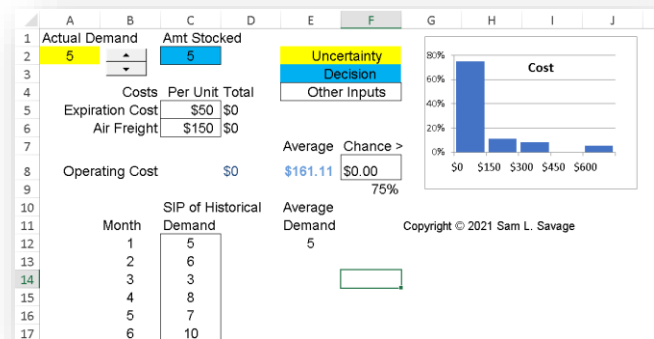 A B C D E F G H I J
1 Actual Demand Amt Stocked
2 5 5 Uncertainty
3 Decision
4 Costs Per Unit Total Other Inputs
5 Expiration Cost $50 $0
6 Air Freight $150 $0
7 Average Chance >
8 Operating Cost $0 $161.11 $0.00
9 75%
10 SIP of Historical Average
11 Month Demand Demand Copyright © 2021 Sam L. Savage
12 1 5 5
13 2 6
14 3 3
15 4 8
16 5 7
17 6 10
Cost
80%
60%
40%
20%
0%
$0 $150 $300 $450 $600